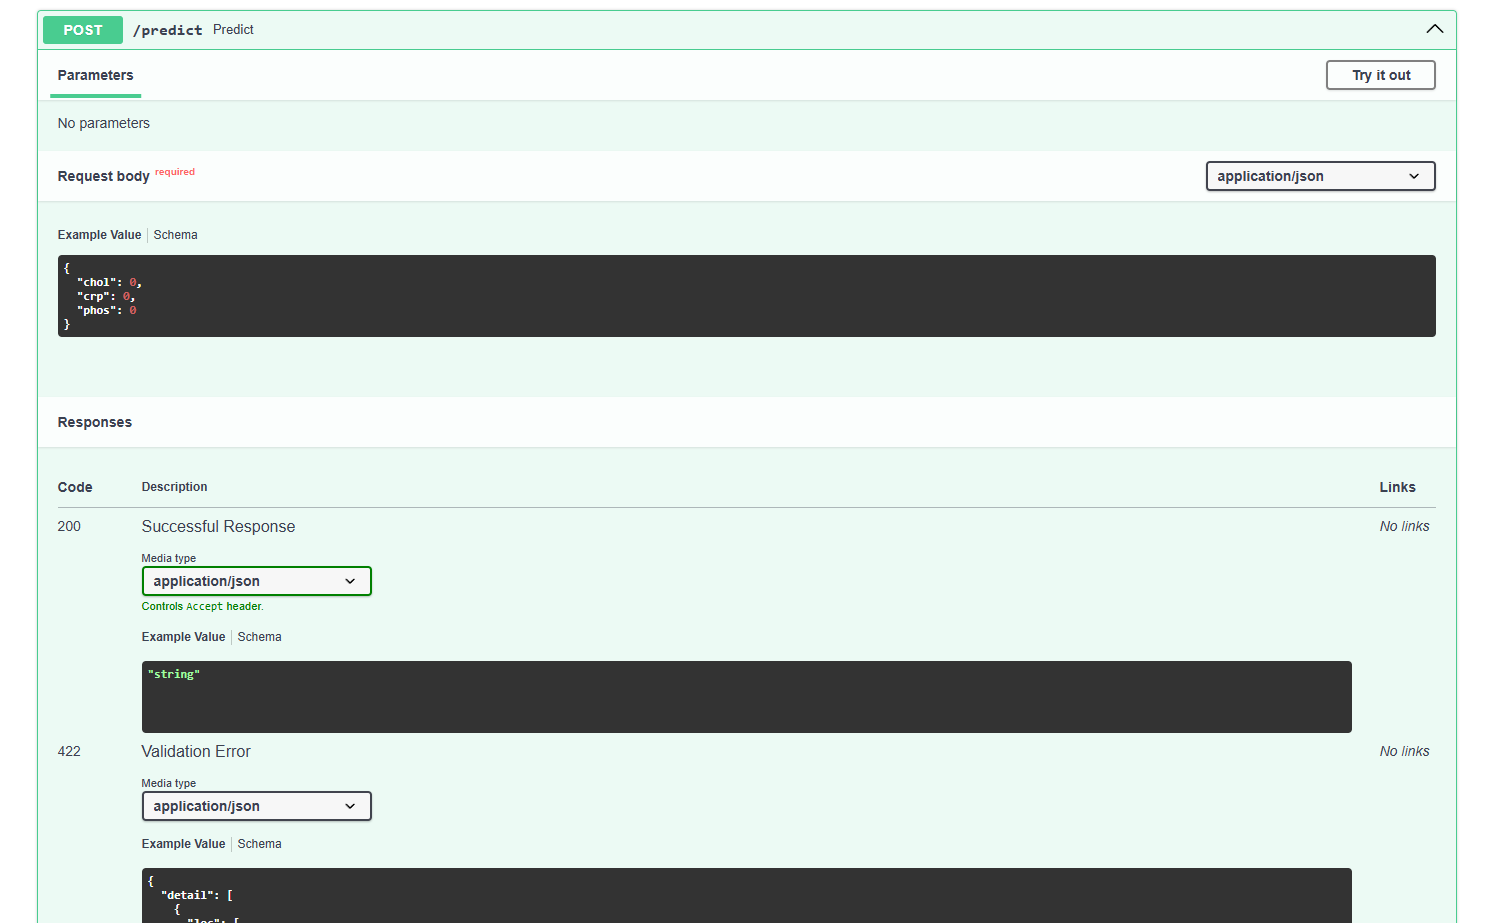 POST /predict Predict
Parameters
Try it out
No parameters
Request body required
application/json
Example Value Schema
{
"chol": 0,
"crp": 0,
"phos": 0
}
Responses
Code Description Links
200 Successful Response No links
Media type
application/json
Controls Accept header.
Example Value Schema
"string"
422 Validation Error No links
Media type
application/json
Example Value Schema
{
"detail": [
{
"loc": [